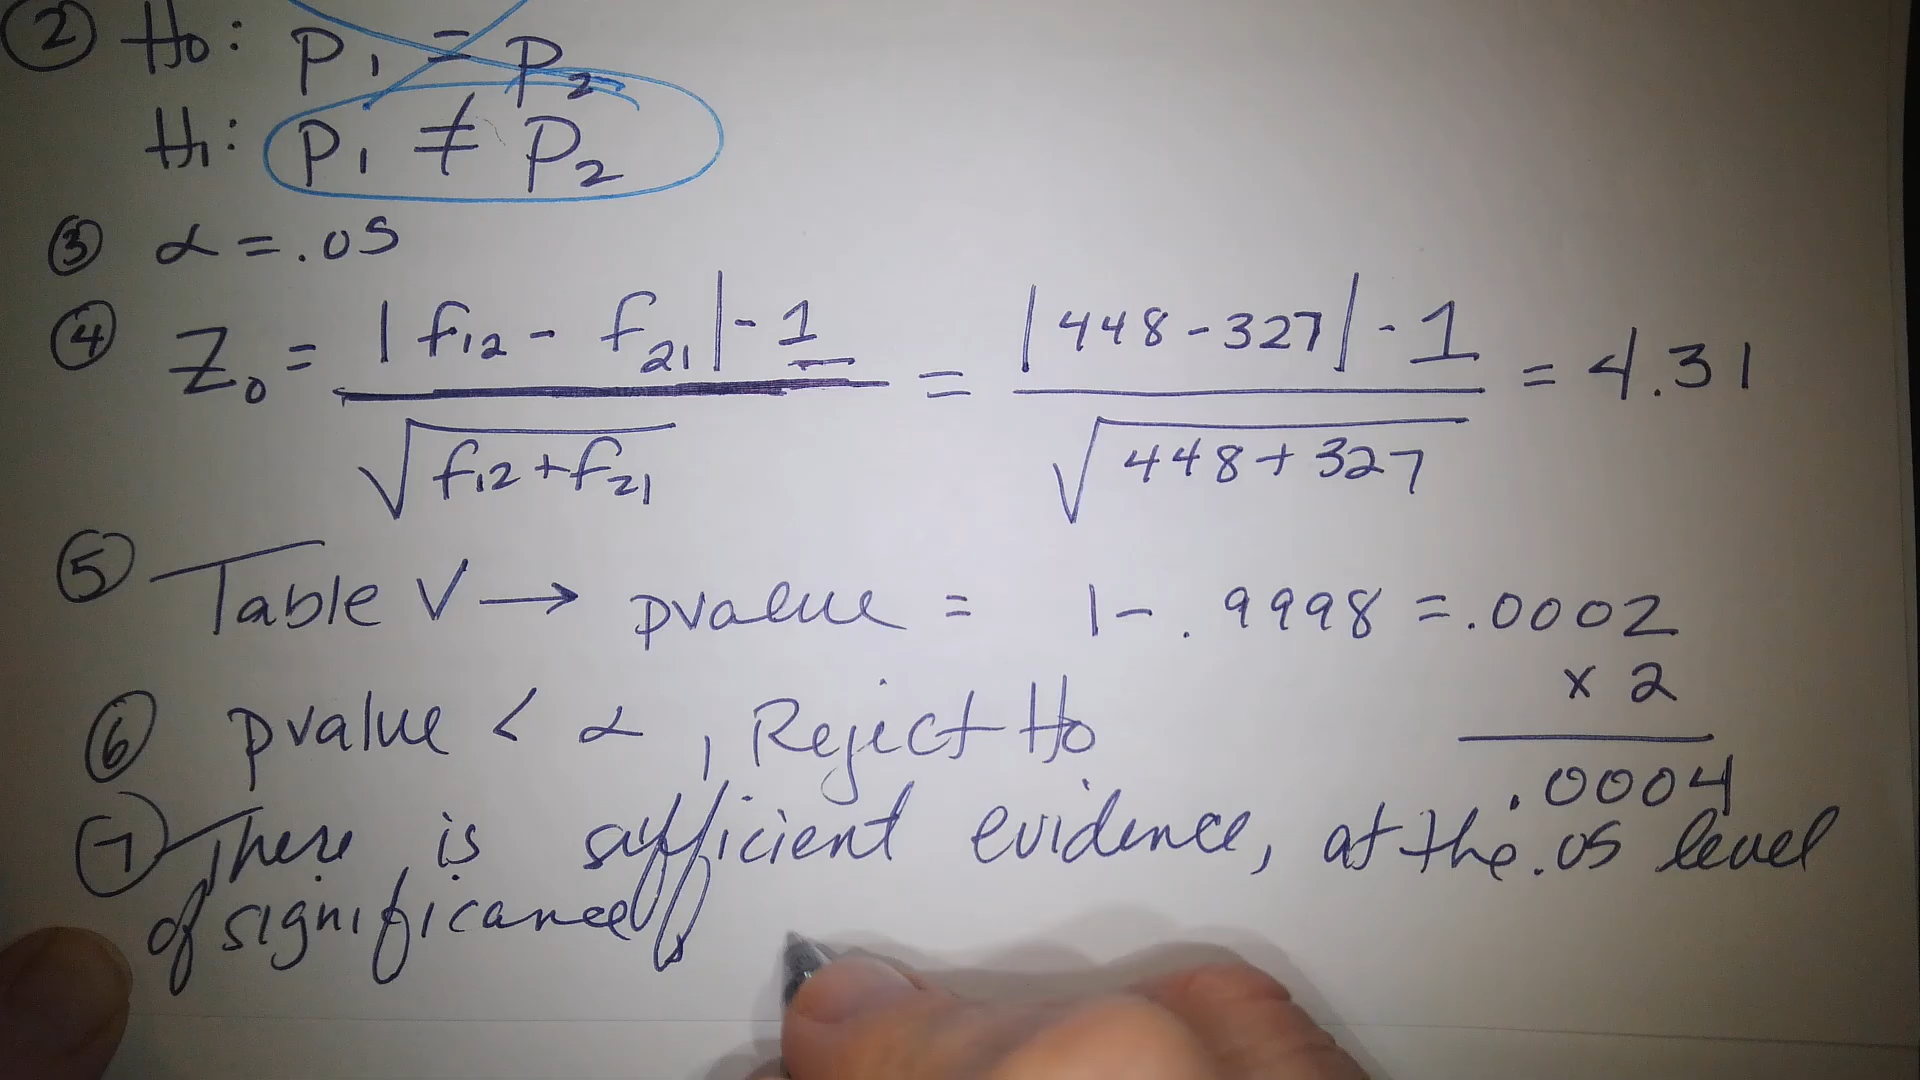 ② H0: p1 = p2
H1: p1 ≠ p2
③ α = .05
④ Z0 = |f12 - f21| - 1 / √f12+f21 = |448-327| - 1 / √448+327 = 4.31
⑤ Table V → pvalue = 1 - .9998 = .0002
x 2
.0004
⑥ pvalue < α, Reject H0
⑦ There is sufficient evidence, at the .05 level
of significance